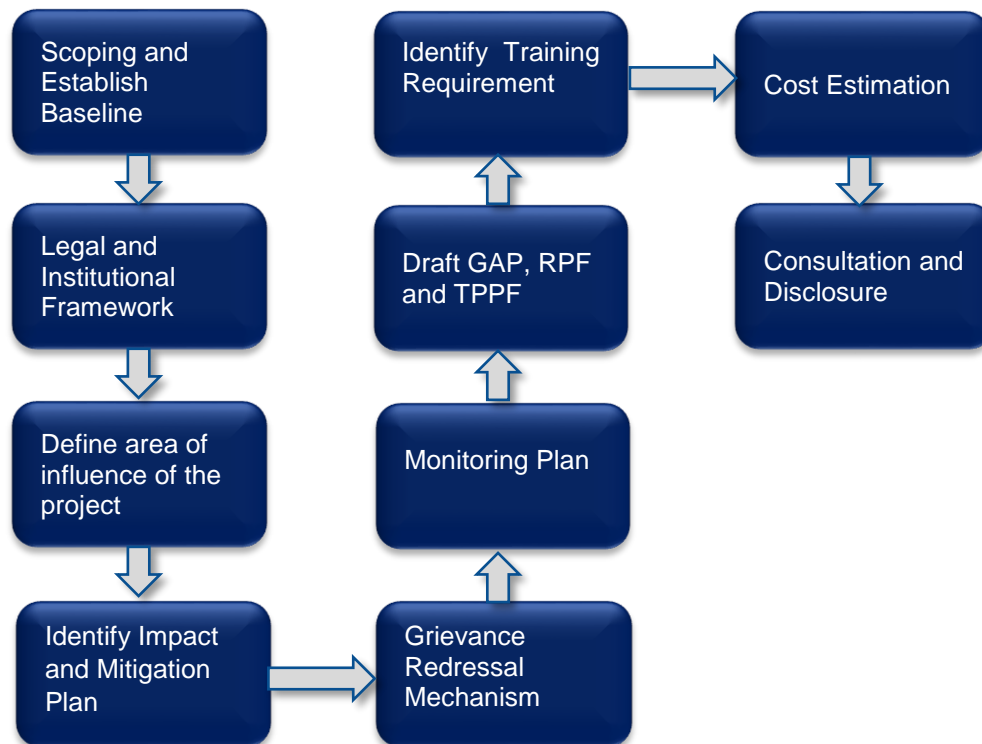 Scoping and
Establish
Baseline
Legal and
Institutional
Framework
Define area of
influence of the
project
Identify Impact
and Mitigation
Plan
Grievance
Redressal
Mechanism
Monitoring Plan
Draft GAP, RPF
and TPPF
Identify Training
Requirement
Cost Estimation
Consultation and
Disclosure